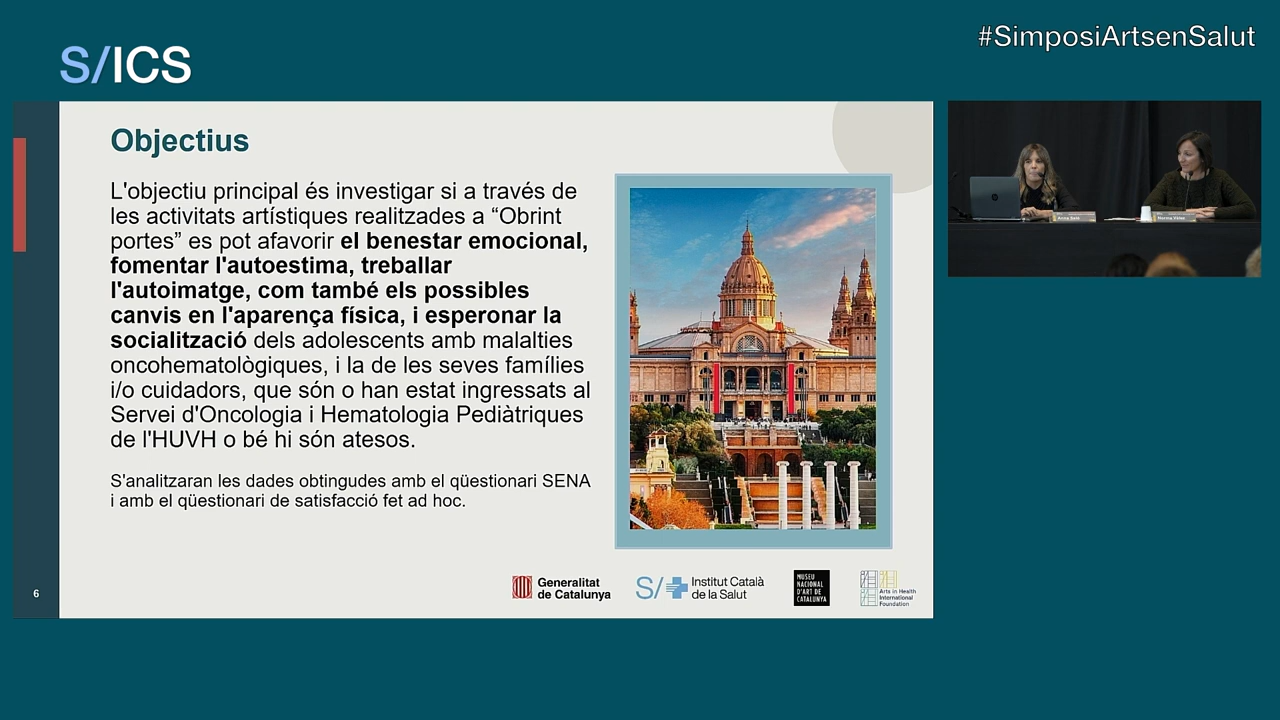 #SimposiArtsenSalut
S/ICS
Objectius
L'objectiu principal és investigar si a través de
les activitats artístiques realitzades a “Obrint
portes” es pot afavorir el benestar emocional,
fomentar l'autoestima, treballar
l'autoimatge, com també els possibles
canvis en l'aparença física, i esperonar la
socialització dels adolescents amb malalties
oncohematològiques, i la de les seves famílies
i/o cuidadors, que són o han estat ingressats al
Servei d'Oncologia i Hematologia Pediàtriques
de l'HUVH o bé hi són atesos.
S'analitzaran les dades obtingudes amb el qüestionari SENA
i amb el qüestionari de satisfacció fet ad hoc.
6
Generalitat
de Catalunya
S/
Institut Català
de la Salut
MUSEU
NACIONAL
D'ART DE
CATALUNYA
Arts in Health
International
Foundation